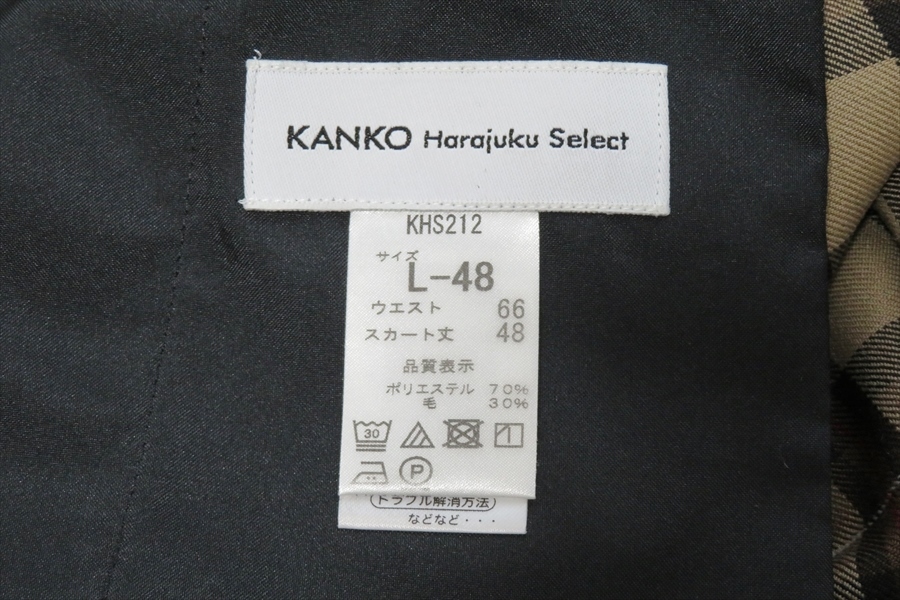 KANKO Harajuku Select
KHS212
サイズ
L-48
ウエスト 66
スカート丈 48
品質表示
ポリエステル 70%
毛 30%
30
P
(トラブル解消方法)
などなど・・・